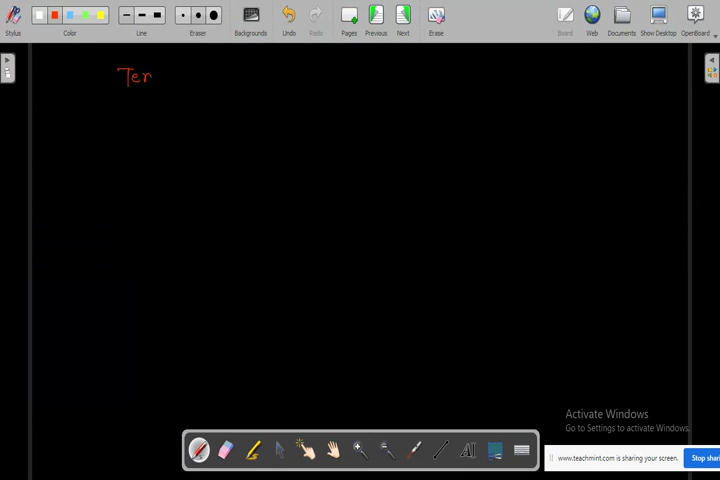 Stylus Color Line Eraser Backgrounds Undo Redo Pages Previous Next Erase Board Web Documents Show Desktop OpenBoard
Ter
Activate Windows
Go to Settings to activate Windows.
www.teachmint.com is sharing your screen. Stop shari